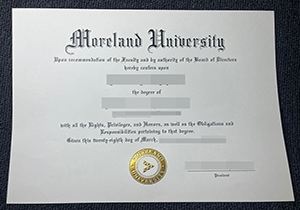 Moreland University
Upon recommendation of the Faculty and by authority of the Board of Directors
hereby confers upon
the degree of
with all the Rights, Privileges, and Honors, as well as the Obligations and
Responsibilities pertaining to that degree.
Given this twenty-eighth day of March,
MORELAND UNIVERSITY
President